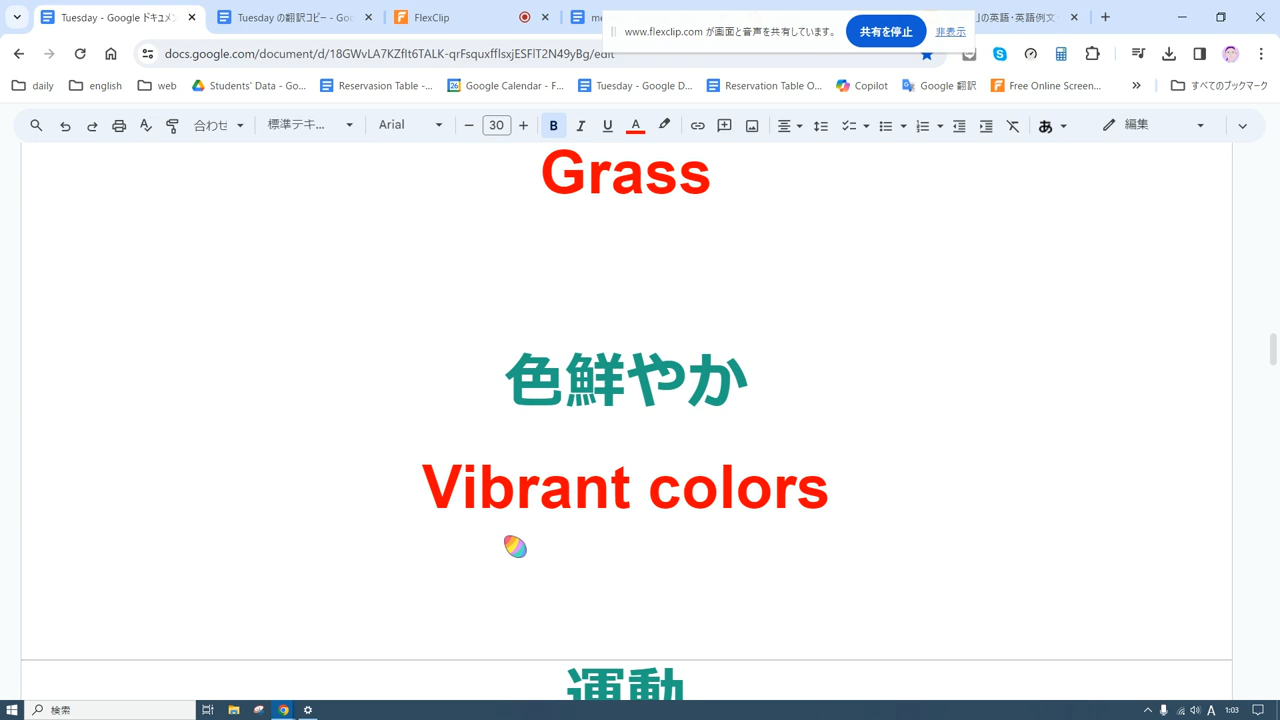 Tuesday - Google ドキュメン
Tuesday の翻訳コピー - Goo
FlexClip
me
」の英語・英語例文
www.flexclip.com が画面と音声を共有しています。
共有を停止
非表示
docs.google.com/document/d/18GWvLA7KZflt6TALK-qrFsquxfflsxJsESFlT2N49yBg/edit
daily
english
web
Students' Data - Go...
Reservasion Table -...
Google Calendar - F...
Tuesday - Google D...
Reservation Table O...
Copilot
Google 翻訳
Free Online Screen...
すべてのブックマーク
合わせ
標準テキ...
Arial
30
B
I
U
A
あ
編集
Grass
色鮮やか
Vibrant colors
運動
検索
A
1:03